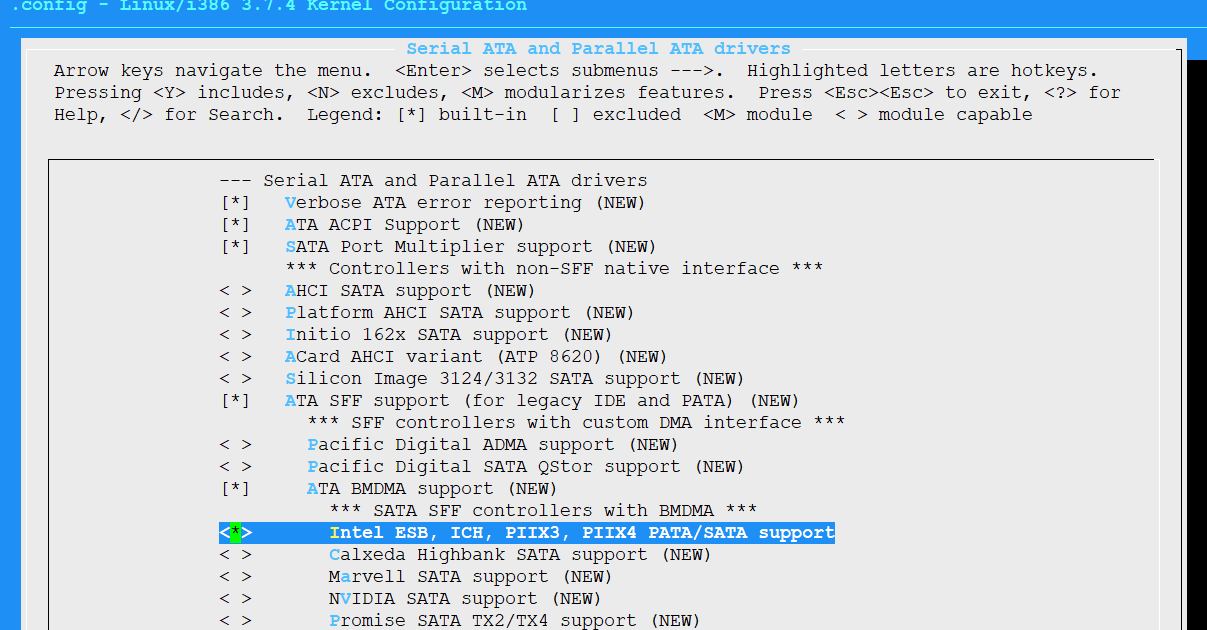 .config - Linux/i386 3.7.4 Kernel Configuration
Serial ATA and Parallel ATA drivers
Arrow keys navigate the menu.  <Enter> selects submenus --->.  Highlighted letters are hotkeys.
Pressing <Y> includes, <N> excludes, <M> modularizes features.  Press <Esc><Esc> to exit, <?> for
Help, </> for Search.  Legend: [*] built-in  [ ] excluded  <M> module  < > module capable
--- Serial ATA and Parallel ATA drivers
[*]   Verbose ATA error reporting (NEW)
[*]   ATA ACPI Support (NEW)
[*]   SATA Port Multiplier support (NEW)
*** Controllers with non-SFF native interface ***
< >   AHCI SATA support (NEW)
< >   Platform AHCI SATA support (NEW)
< >   Initio 162x SATA support (NEW)
< >   ACard AHCI variant (ATP 8620) (NEW)
< >   Silicon Image 3124/3132 SATA support (NEW)
[*]   ATA SFF support (for legacy IDE and PATA) (NEW)
*** SFF controllers with custom DMA interface ***
< >     Pacific Digital ADMA support (NEW)
< >     Pacific Digital SATA QStor support (NEW)
[*]     ATA BMDMA support (NEW)
*** SATA SFF controllers with BMDMA ***
<*>       Intel ESB, ICH, PIIX3, PIIX4 PATA/SATA support
< >       Calxeda Highbank SATA support (NEW)
< >       Marvell SATA support (NEW)
< >       NVIDIA SATA support (NEW)
< >       Promise SATA TX2/TX4 support (NEW)